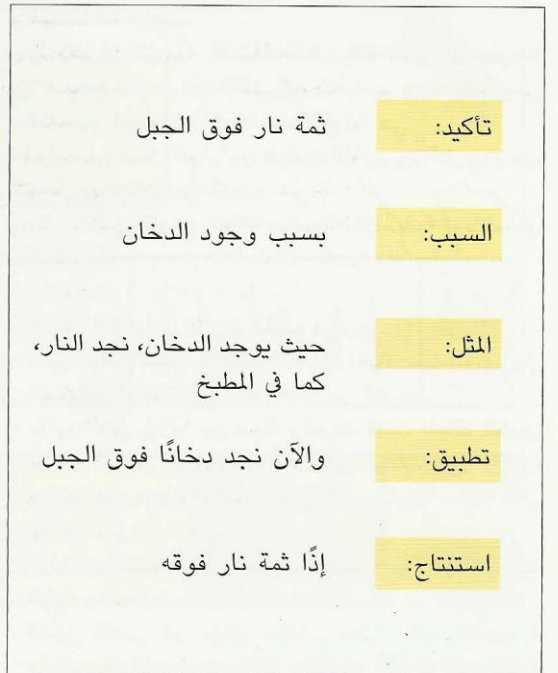 تأكيد: ثمة نار فوق الجبل
السبب: بسبب وجود الدخان
المثل: حيث يوجد الدخان، نجد النار،
كما في المطبخ
تطبيق: والآن نجد دخانًا فوق الجبل
استنتاج: إذًا ثمة نار فوقه